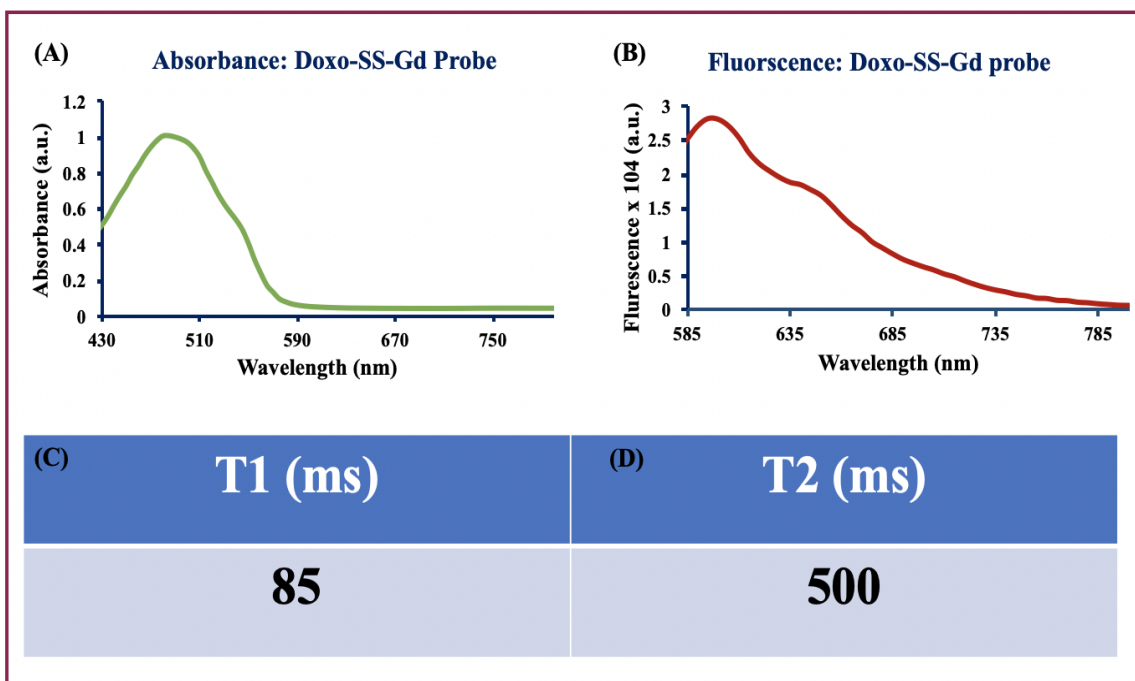 (A)
Absorbance: Doxo-SS-Gd Probe
Absorbance (a.u.)
1.2
1
0.8
0.6
0.4
0.2
0
430 510 590 670 750
Wavelength (nm)
(B)
Fluorscence: Doxo-SS-Gd probe
Flurescence x 104 (a.u.)
3
2.5
2
1.5
1
0.5
0
585 635 685 735 785
Wavelength (nm)
(C) T1 (ms)
(D) T2 (ms)
85 500